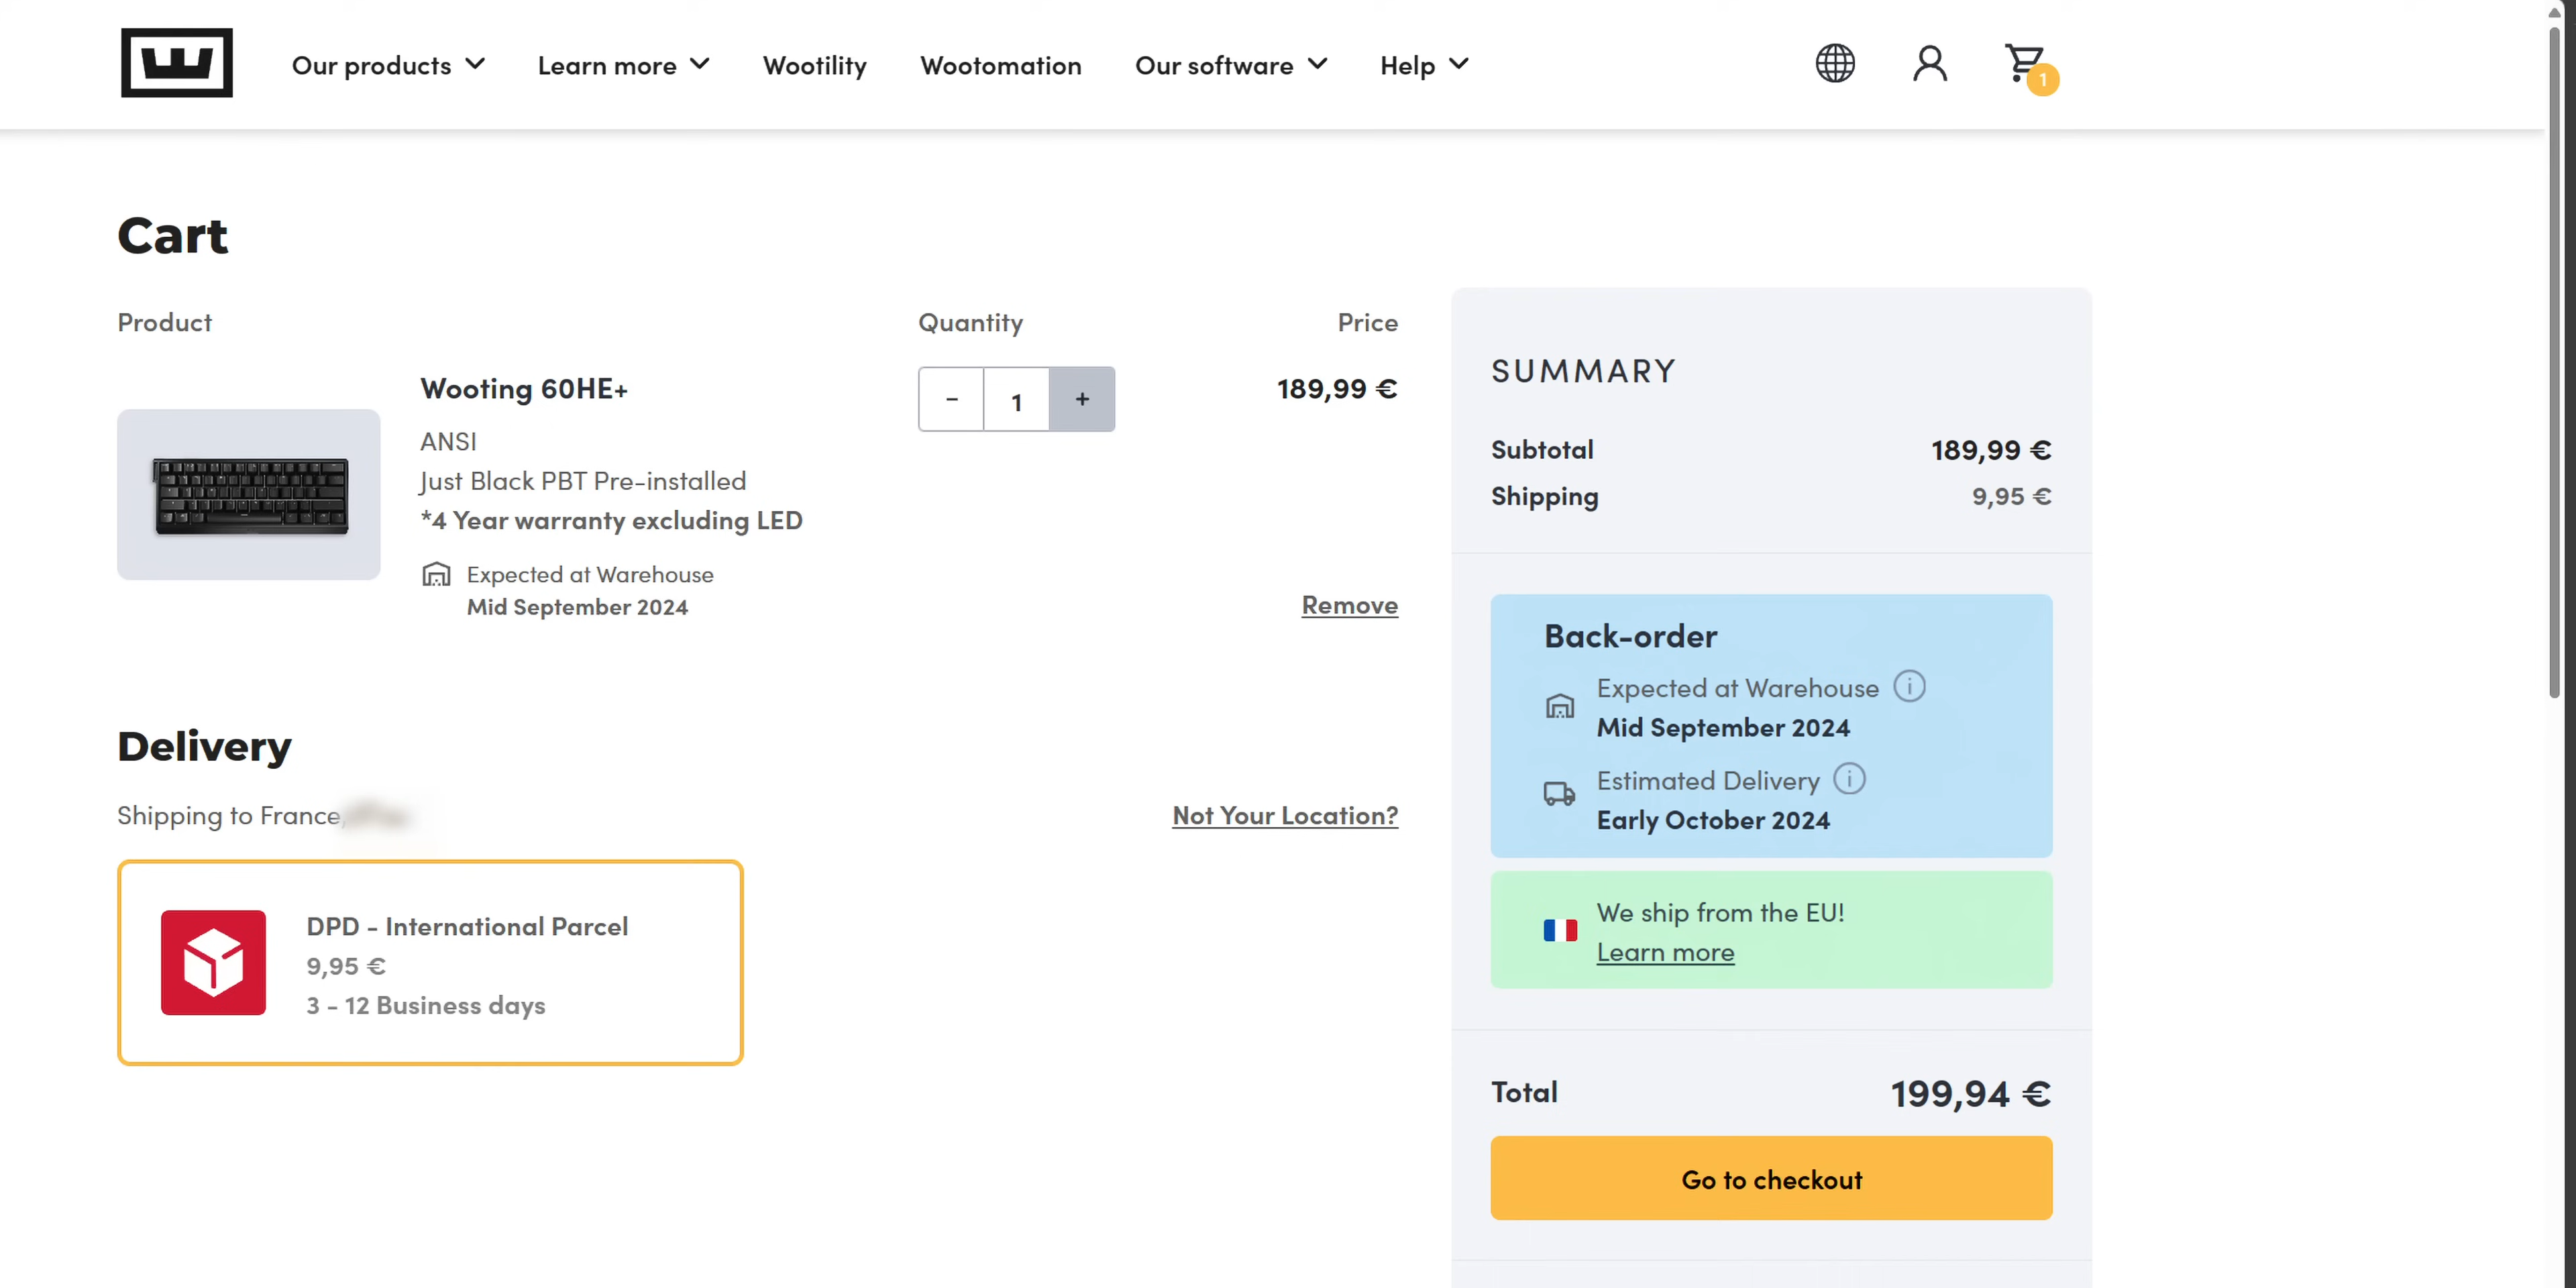 Our products
Learn more
Wootility
Wootomation
Our software
Help
1
Cart
Product
Quantity
Price
Wooting 60HE+
ANSI
Just Black PBT Pre-installed
*4 Year warranty excluding LED
Expected at Warehouse
Mid September 2024
- 1 +
189,99 €
Remove
Delivery
Shipping to France,
Not Your Location?
DPD - International Parcel
9,95 €
3 - 12 Business days
SUMMARY
Subtotal 189,99 €
Shipping 9,95 €
Back-order
Expected at Warehouse
Mid September 2024
Estimated Delivery
Early October 2024
We ship from the EU!
Learn more
Total 199,94 €
Go to checkout